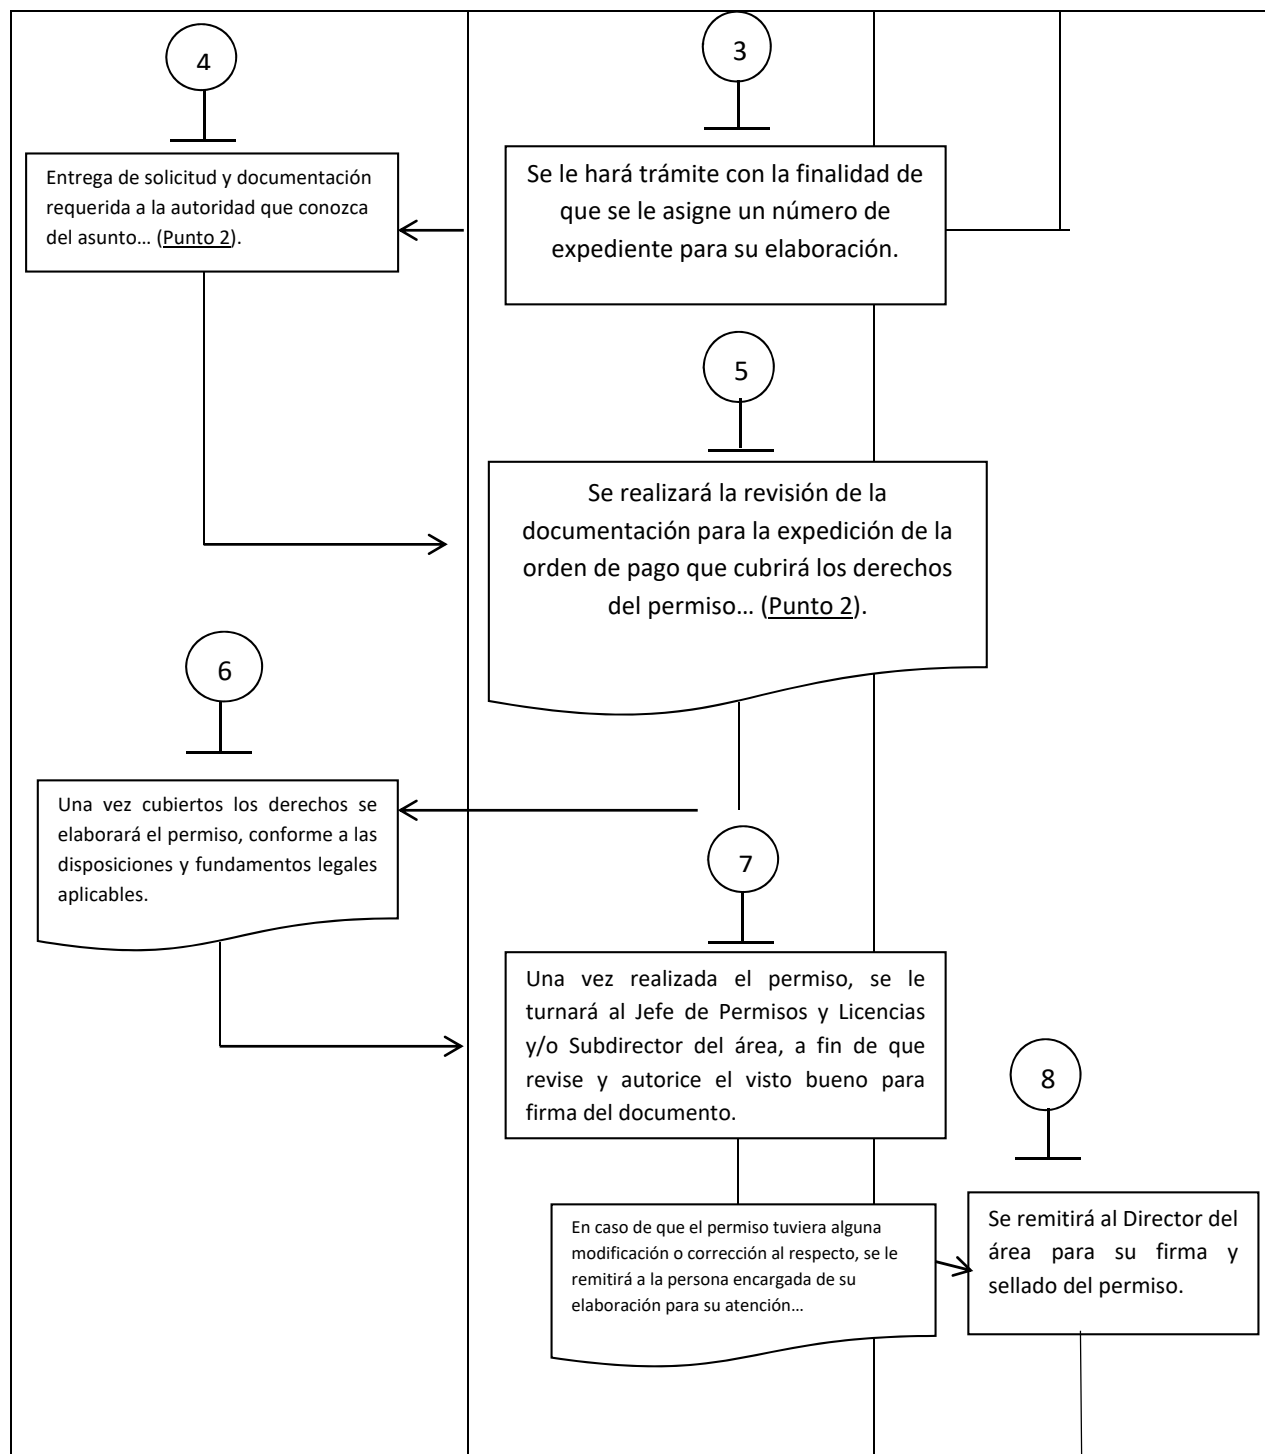 3
Se le hará trámite con la finalidad de
que se le asigne un número de
expediente para su elaboración.
4
Entrega de solicitud y documentación
requerida a la autoridad que conozca
del asunto... (Punto 2).
5
Se realizará la revisión de la
documentación para la expedición de la
orden de pago que cubrirá los derechos
del permiso... (Punto 2).
6
Una vez cubiertos los derechos se
elaborará el permiso, conforme a las
disposiciones y fundamentos legales
aplicables.
7
Una vez realizada el permiso, se le
turnará al Jefe de Permisos y Licencias
y/o Subdirector del área, a fin de que
revise y autorice el visto bueno para
firma del documento.
En caso de que el permiso tuviera alguna
modificación o corrección al respecto, se le
remitirá a la persona encargada de su
elaboración para su atención...
8
Se remitirá al Director del
área para su firma y
sellado del permiso.